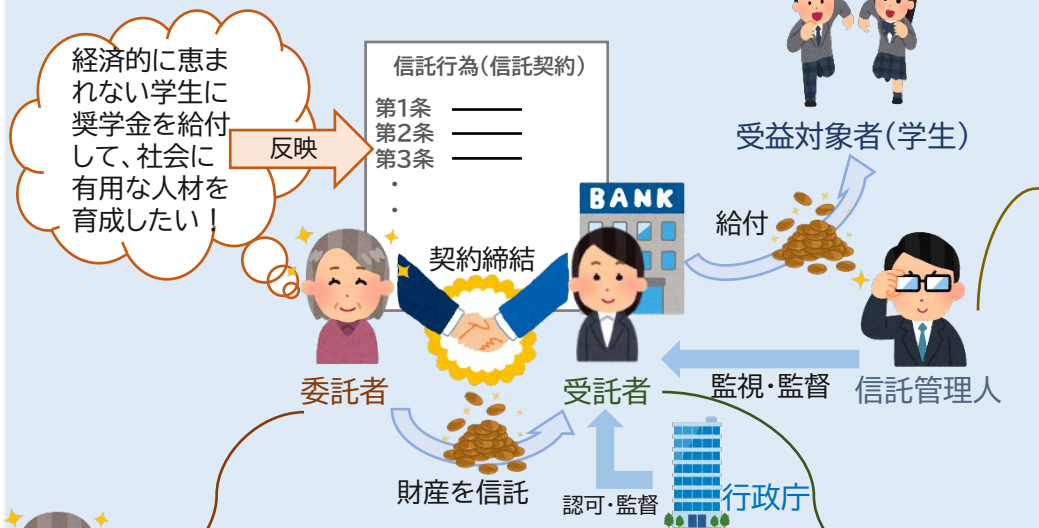 経済的に恵ま
れない学生に
奨学金を給付
して、社会に
有用な人材を
育成したい！
反映
信託行為（信託契約）
第1条
第2条
第3条
・
・
受益対象者（学生）
BANK
給付
契約締結
委託者
受託者
監視・監督
信託管理人
財産を信託
認可・監督
行政庁